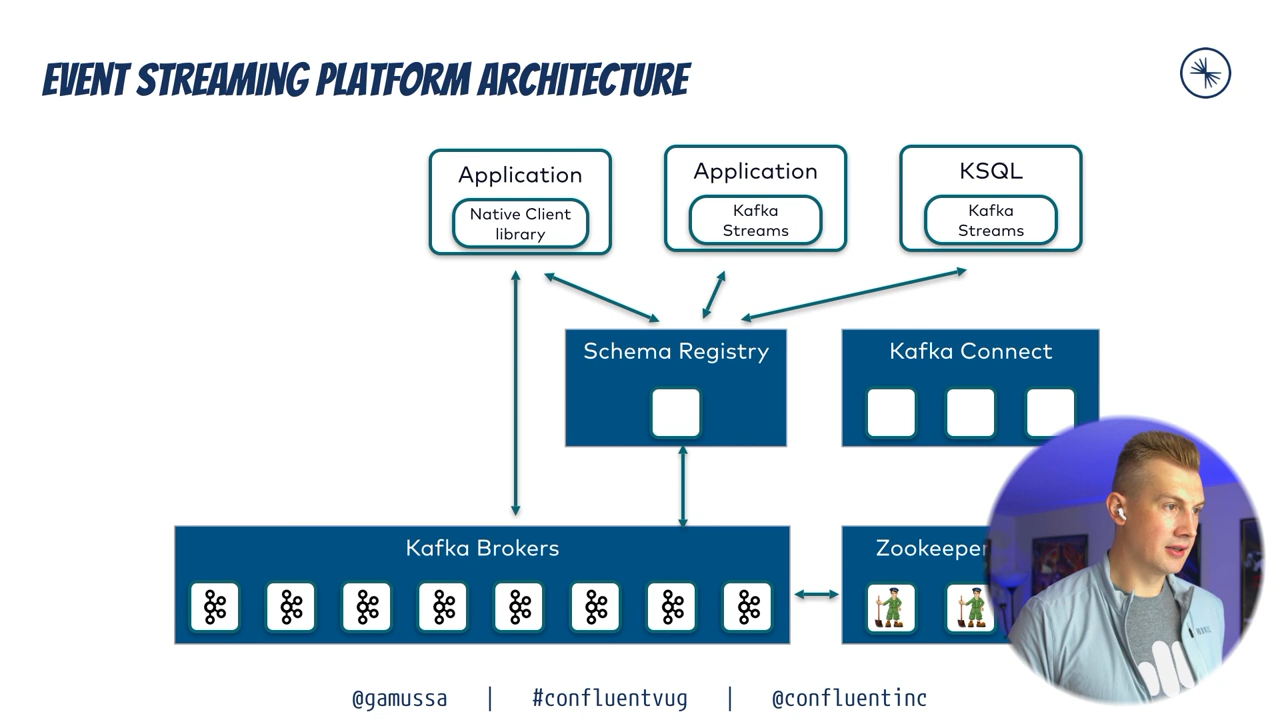 EVENT STREAMING PLATFORM ARCHITECTURE
Application
Native Client
library
Application
Kafka
Streams
KSQL
Kafka
Streams
Schema Registry
Kafka Connect
Kafka Brokers
Zookeeper
@gamussa | #confluentvug | @confluentinc